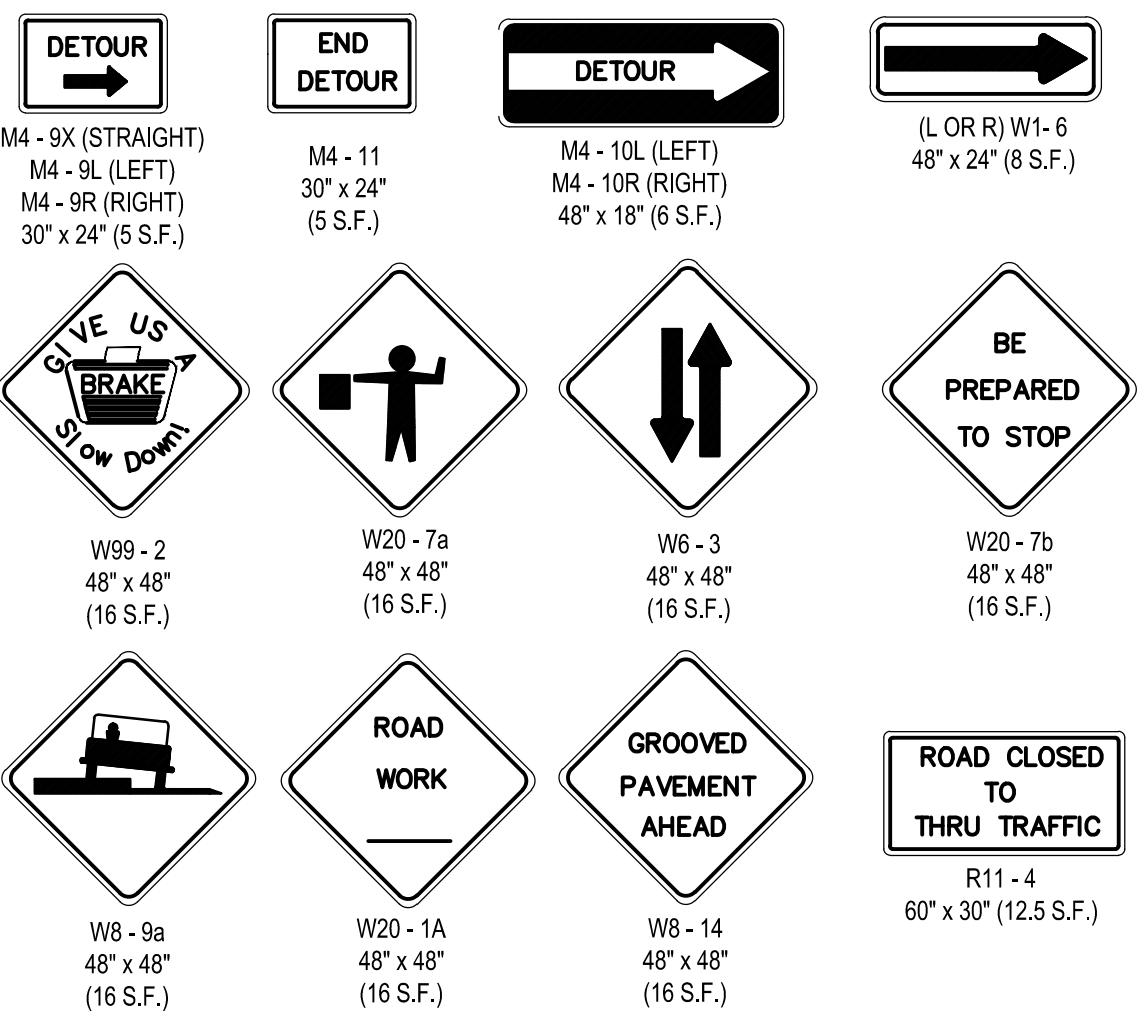 DETOUR
M4 - 9X (STRAIGHT)
M4 - 9L (LEFT)
M4 - 9R (RIGHT)
30" x 24" (5 S.F.)
END
DETOUR
M4 - 11
30" x 24"
(5 S.F.)
DETOUR
M4 - 10L (LEFT)
M4 - 10R (RIGHT)
48" x 18" (6 S.F.)
(L OR R) W1- 6
48" x 24" (8 S.F.)
GIVE US A
BRAKE
Slow Down!
W99 - 2
48" x 48"
(16 S.F.)
W20 - 7a
48" x 48"
(16 S.F.)
W6 - 3
48" x 48"
(16 S.F.)
BE
PREPARED
TO STOP
W20 - 7b
48" x 48"
(16 S.F.)
W8 - 9a
48" x 48"
(16 S.F.)
ROAD
WORK
W20 - 1A
48" x 48"
(16 S.F.)
GROOVED
PAVEMENT
AHEAD
W8 - 14
48" x 48"
(16 S.F.)
ROAD CLOSED
TO
THRU TRAFFIC
R11 - 4
60" x 30" (12.5 S.F.)